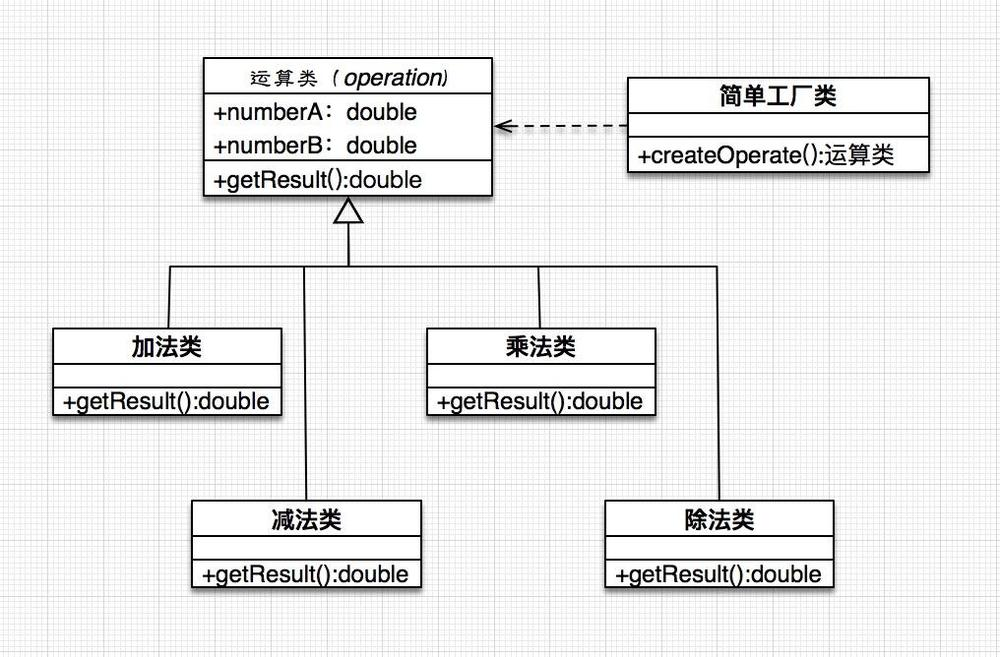 运算类（operation)
+numberA：double
+numberB：double
+getResult():double
简单工厂类
+createOperate():运算类
加法类
+getResult():double
乘法类
+getResult():double
减法类
+getResult():double
除法类
+getResult():double